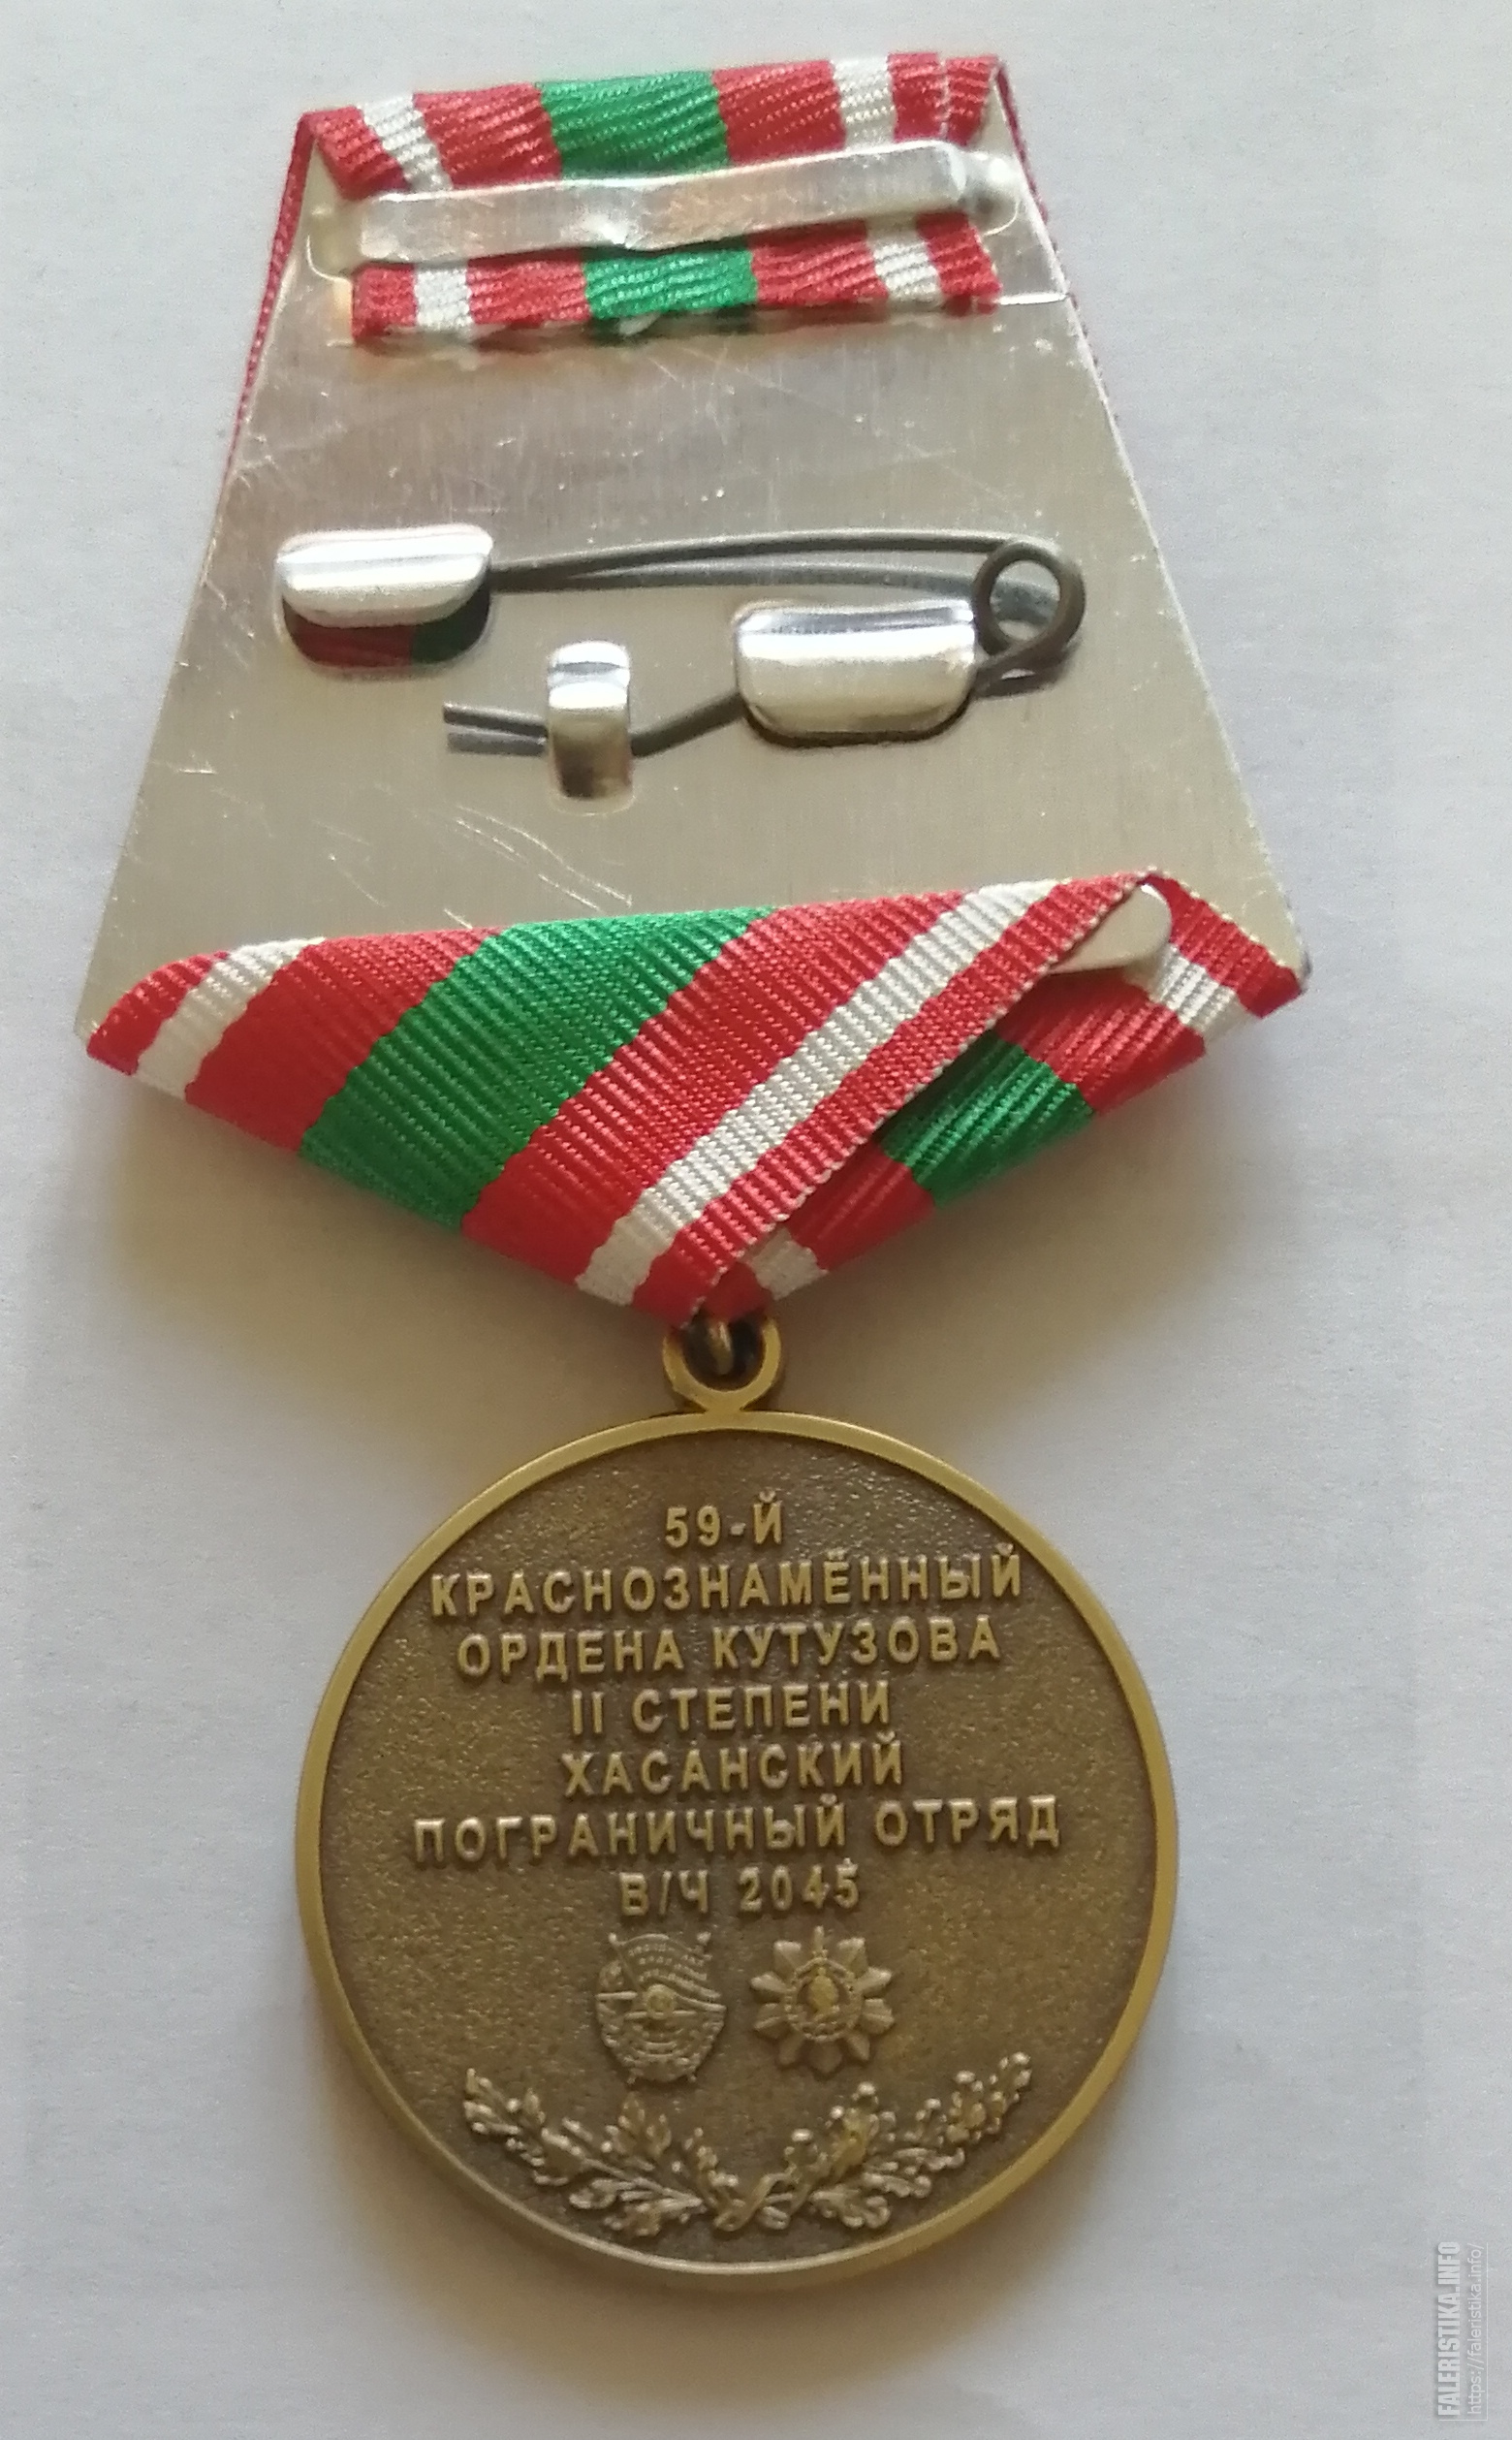 59-Й
КРАСНОЗНАМЁННЫЙ
ОРДЕНА КУТУЗОВА
II СТЕПЕНИ
ХАСАНСКИЙ
ПОГРАНИЧНЫЙ ОТРЯД
В/Ч 2045
FALERISTIKA.INFO
https://faleristika.info/